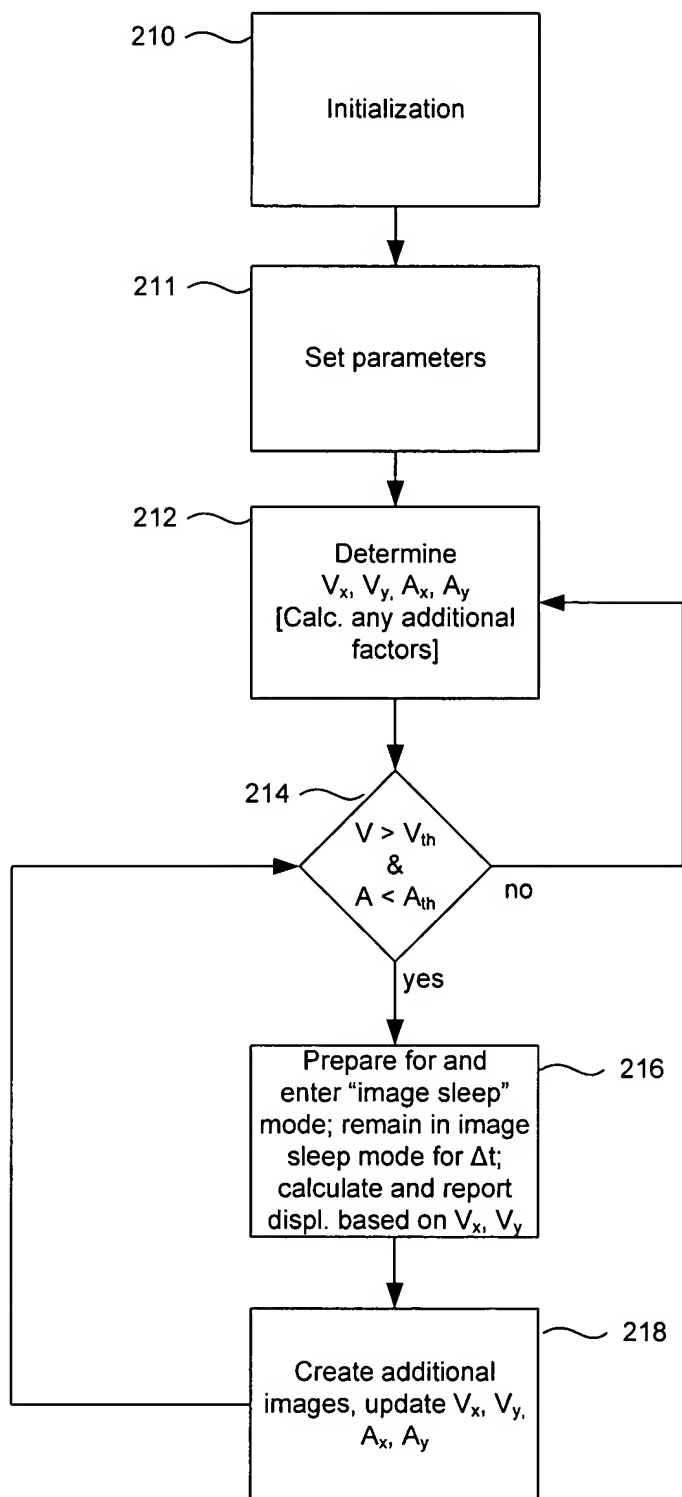 210
Initialization
211
Set parameters
212
Determine
Vx, Vy, Ax, Ay
[Calc. any additional
factors]
214
V > Vth
&
A < Ath
no
yes
Prepare for and
enter “image sleep”
mode; remain in image
sleep mode for Δt;
calculate and report
displ. based on Vx, Vy
216
Create additional
images, update Vx, Vy,
Ax, Ay
218